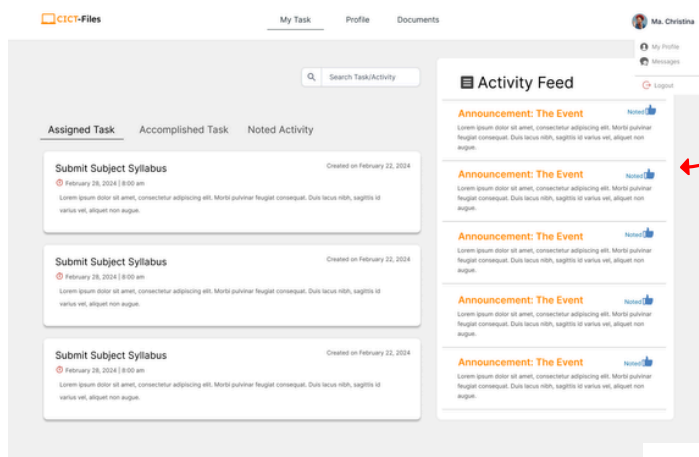 CICT-Files
My Task
Profile
Documents
Ma. Christina
My Profile
Messages
Logout
Search Task/Activity
Assigned Task
Accomplished Task
Noted Activity
Submit Subject Syllabus
Created on February 22, 2024
February 28, 2024 | 8:00 am
Lorem ipsum dolor sit amet, consectetur adipiscing elit. Morbi pulvinar feugiat consequat. Duis lacus nibh, sagittis id
varius vel, aliquet non augue.
Submit Subject Syllabus
Created on February 22, 2024
February 28, 2024 | 8:00 am
Lorem ipsum dolor sit amet, consectetur adipiscing elit. Morbi pulvinar feugiat consequat. Duis lacus nibh, sagittis id
varius vel, aliquet non augue.
Submit Subject Syllabus
Created on February 22, 2024
February 28, 2024 | 8:00 am
Lorem ipsum dolor sit amet, consectetur adipiscing elit. Morbi pulvinar feugiat consequat. Duis lacus nibh, sagittis id
varius vel, aliquet non augue.
Activity Feed
Announcement: The Event
Noted
Lorem ipsum dolor sit amet, consectetur adipiscing elit. Morbi pulvinar
feugiat consequat. Duis lacus nibh, sagittis id varius vel, aliquet non
augue.
Announcement: The Event
Noted
Lorem ipsum dolor sit amet, consectetur adipiscing elit. Morbi pulvinar
feugiat consequat. Duis lacus nibh, sagittis id varius vel, aliquet non
augue.
Announcement: The Event
Noted
Lorem ipsum dolor sit amet, consectetur adipiscing elit. Morbi pulvinar
feugiat consequat. Duis lacus nibh, sagittis id varius vel, aliquet non
augue.
Announcement: The Event
Noted
Lorem ipsum dolor sit amet, consectetur adipiscing elit. Morbi pulvinar
feugiat consequat. Duis lacus nibh, sagittis id varius vel, aliquet non
augue.
Announcement: The Event
Noted
Lorem ipsum dolor sit amet, consectetur adipiscing elit. Morbi pulvinar
feugiat consequat. Duis lacus nibh, sagittis id varius vel, aliquet non
augue.